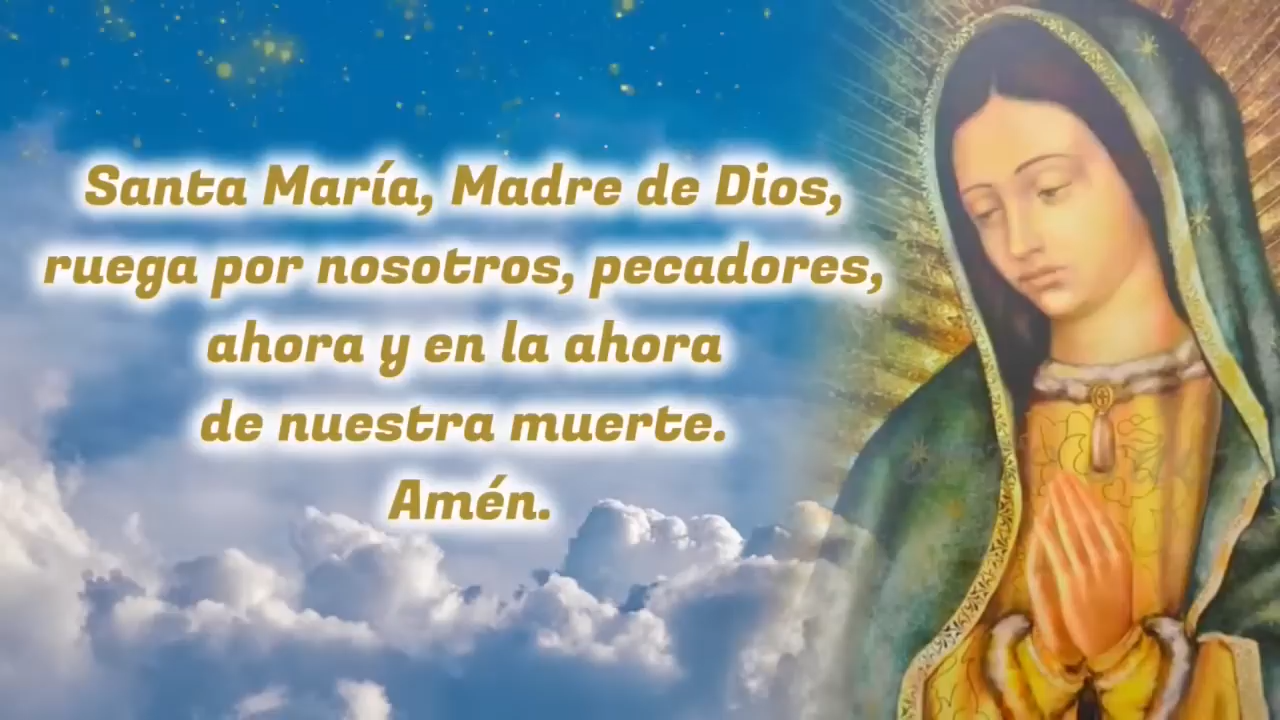 Santa María, Madre de Dios,
ruega por nosotros, pecadores,
ahora y en la ahora
de nuestra muerte.
Amén.